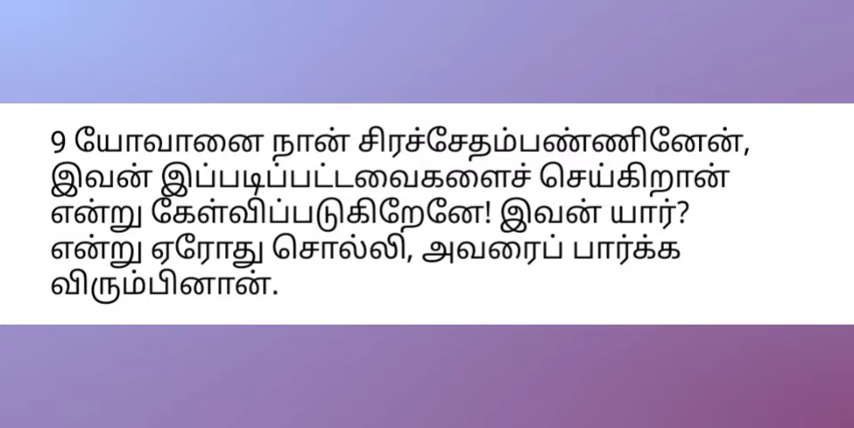 9 யோவானை நான் சிரச்சேதம்பண்ணினேன்,
இவன் இப்படிப்பட்டவைகளைச் செய்கிறான்
என்று கேள்விப்படுகிறேனே! இவன் யார்?
என்று ஏரோது சொல்லி, அவரைப் பார்க்க
விரும்பினான்.